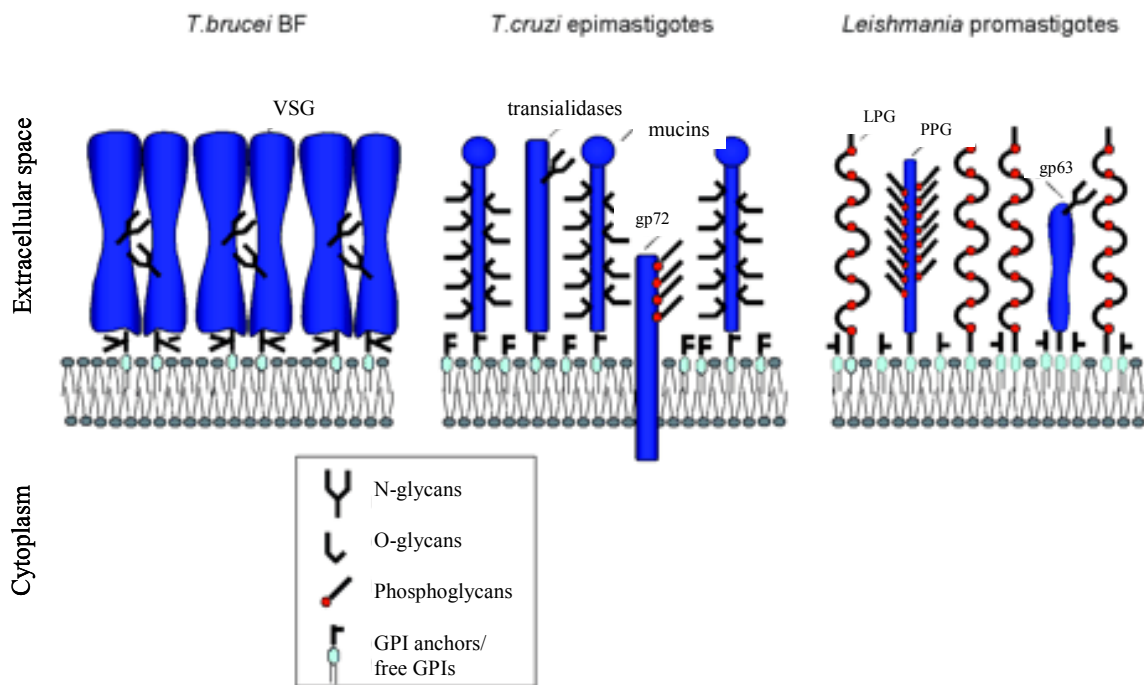 T.brucei BF
T.cruzi epimastigotes
Leishmania promastigotes
Extracellular space
VSG
transialidases
mucins
gp72
LPG
PPG
gp63
Cytoplasm
N-glycans
O-glycans
Phosphoglycans
GPI anchors/
free GPIs